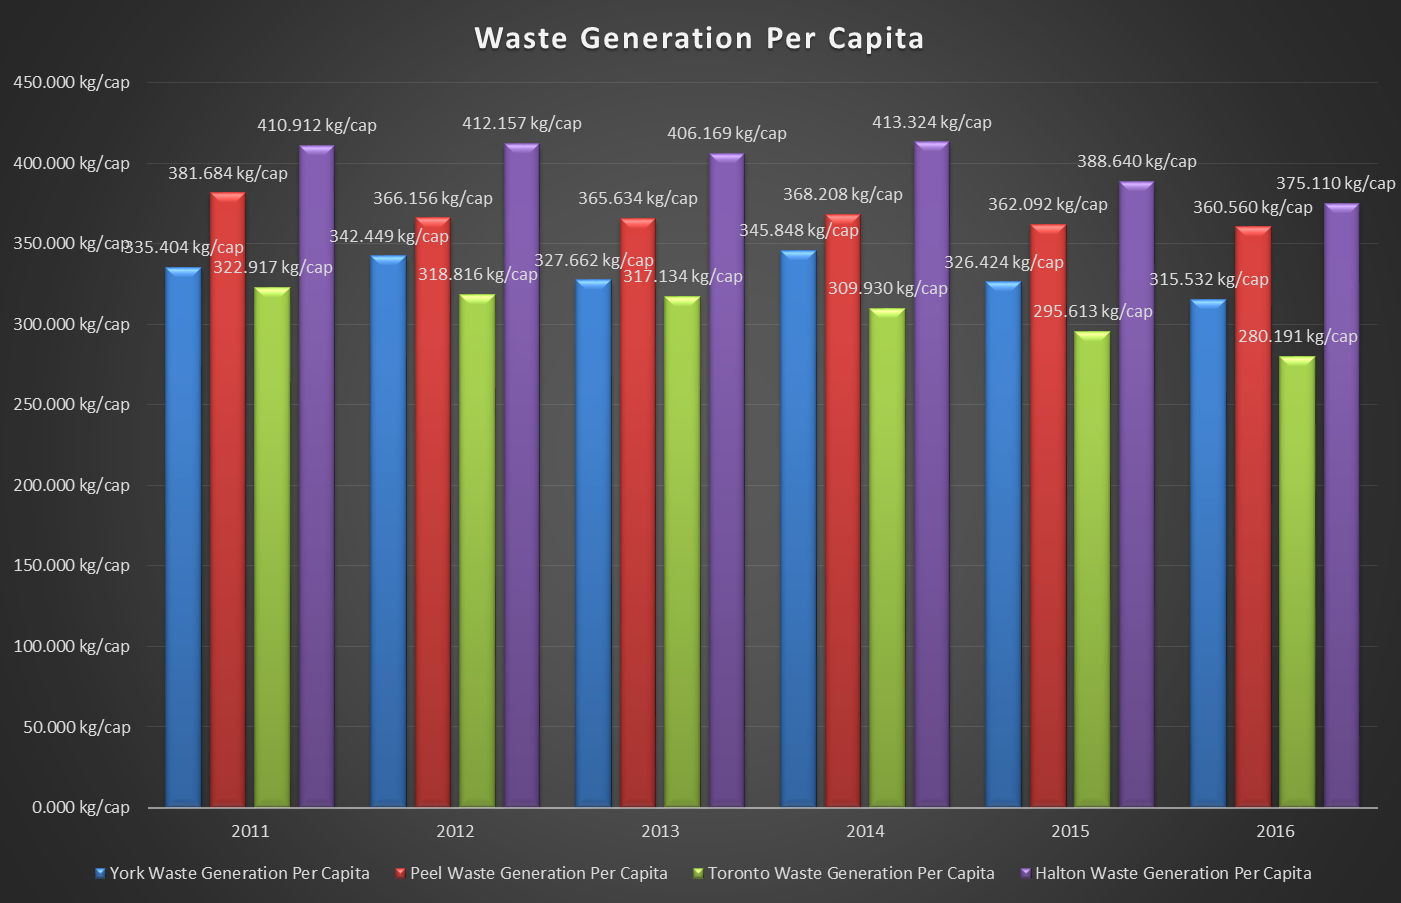 Waste Generation Per Capita
450.000 kg/cap
400.000 kg/cap
350.000 kg/cap
300.000 kg/cap
250.000 kg/cap
200.000 kg/cap
150.000 kg/cap
100.000 kg/cap
50.000 kg/cap
0.000 kg/cap
335.404 kg/cap
381.684 kg/cap
322.917 kg/cap
410.912 kg/cap
342.449 kg/cap
366.156 kg/cap
318.816 kg/cap
412.157 kg/cap
327.662 kg/cap
365.634 kg/cap
317.134 kg/cap
406.169 kg/cap
345.848 kg/cap
368.208 kg/cap
309.930 kg/cap
413.324 kg/cap
326.424 kg/cap
362.092 kg/cap
295.613 kg/cap
388.640 kg/cap
315.532 kg/cap
360.560 kg/cap
280.191 kg/cap
375.110 kg/cap
2011 2012 2013 2014 2015 2016
York Waste Generation Per Capita Peel Waste Generation Per Capita Toronto Waste Generation Per Capita Halton Waste Generation Per Capita